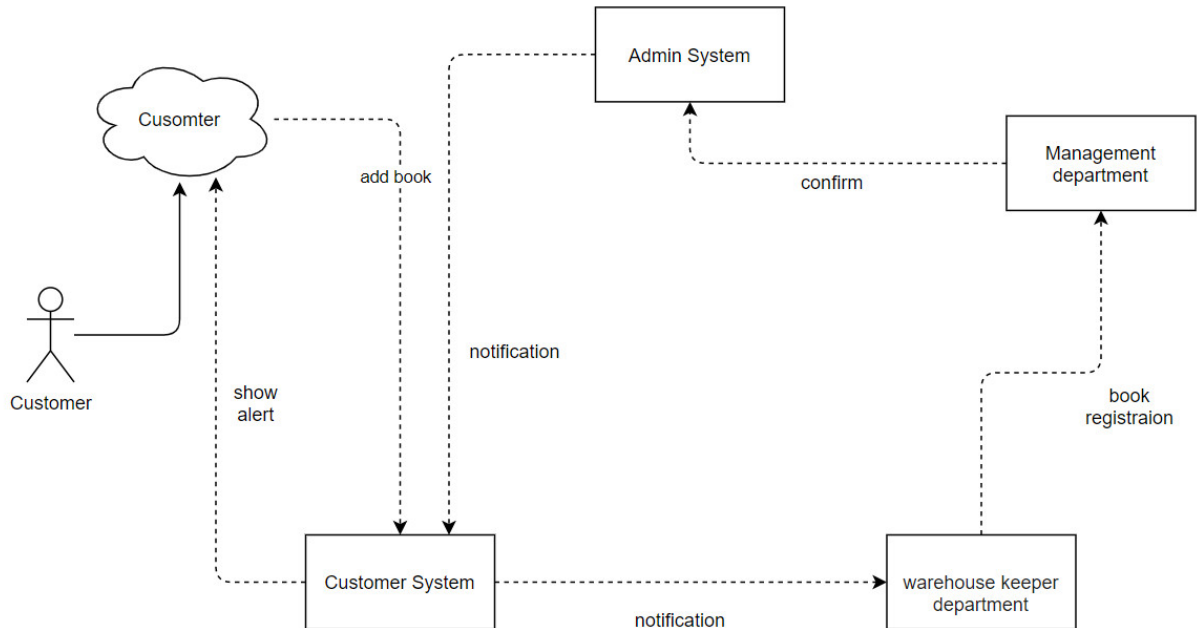 Admin System
Cusomter
Management
department
add book
confirm
notification
show
alert
Customer
book
registraion
Customer System
warehouse keeper
department
notification